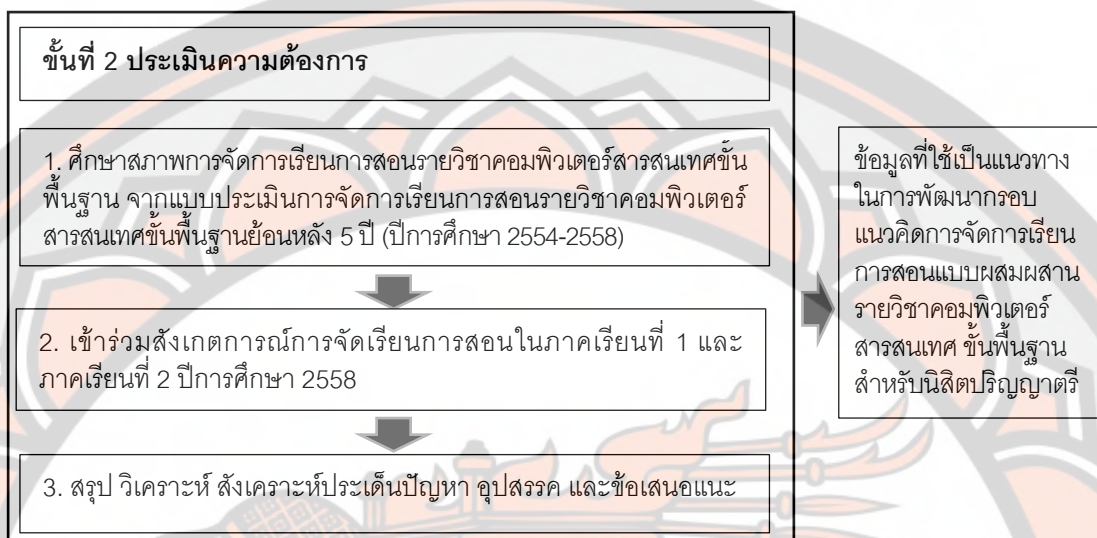 ขั้นที่ 2 ประเมินความต้องการ
1. ศึกษาสภาพการจัดการเรียนการสอนรายวิชาคอมพิวเตอร์สารสนเทศขั้น
พื้นฐาน จากแบบประเมินการจัดการเรียนการสอนรายวิชาคอมพิวเตอร์
สารสนเทศขั้นพื้นฐานย้อนหลัง 5 ปี (ปีการศึกษา 2554-2558)
2. เข้าร่วมสังเกตการณ์การจัดเรียนการสอนในภาคเรียนที่ 1 และ
ภาคเรียนที่ 2 ปีการศึกษา 2558
3. สรุป วิเคราะห์ สังเคราะห์ประเด็นปัญหา อุปสรรค และข้อเสนอแนะ
ข้อมูลที่ใช้เป็นแนวทาง
ในการพัฒนากรอบ
แนวคิดการจัดการเรียน
การสอนแบบผสมผสาน
รายวิชาคอมพิวเตอร์
สารสนเทศ ขั้นพื้นฐาน
สำหรับนิสิตปริญญาตรี